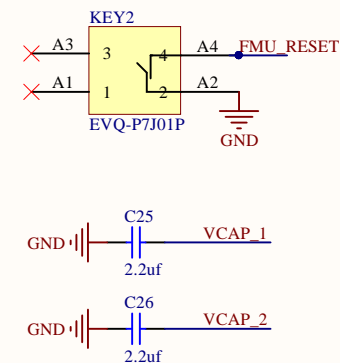 KEY2
A3 3 4 A4 FMU_RESET
A1 1 2 A2
EVQ-P7J01P
GND
C25
GND VCAP_1
2.2uf
C26
GND VCAP_2
2.2uf